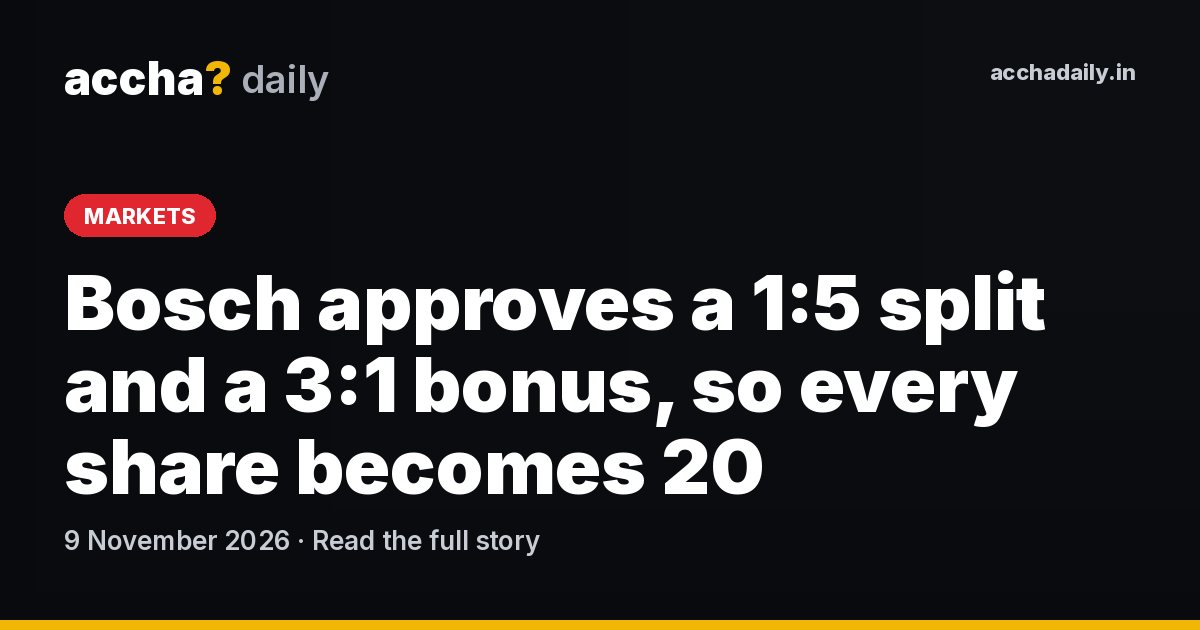 accha? daily
acchadaily.in
MARKETS
Bosch approves a 1:5 split
and a 3:1 bonus, so every
share becomes 20
9 November 2026 · Read the full story